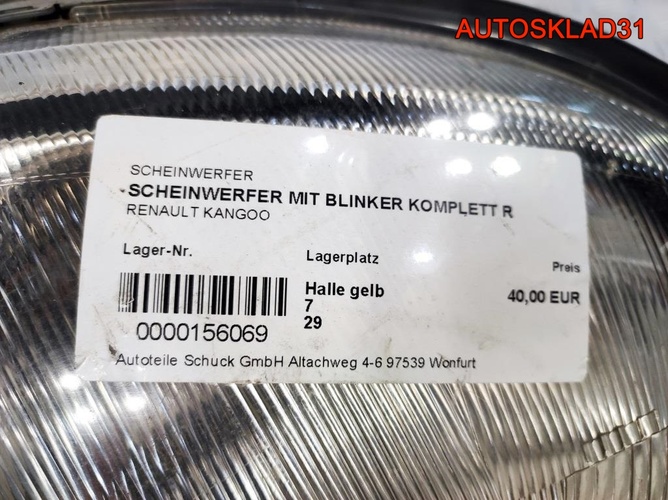 AUTOSKLAD31
SCHEINWERFER
SCHEINWERFER MIT BLINKER KOMPLETT R
RENAULT KANGOO
Lager-Nr.
Lagerplatz
Preis
Halle gelb
7
29
40,00 EUR
0000156069
Autoteile Schuck GmbH Altachweg 4-6 97539 Wonfurt